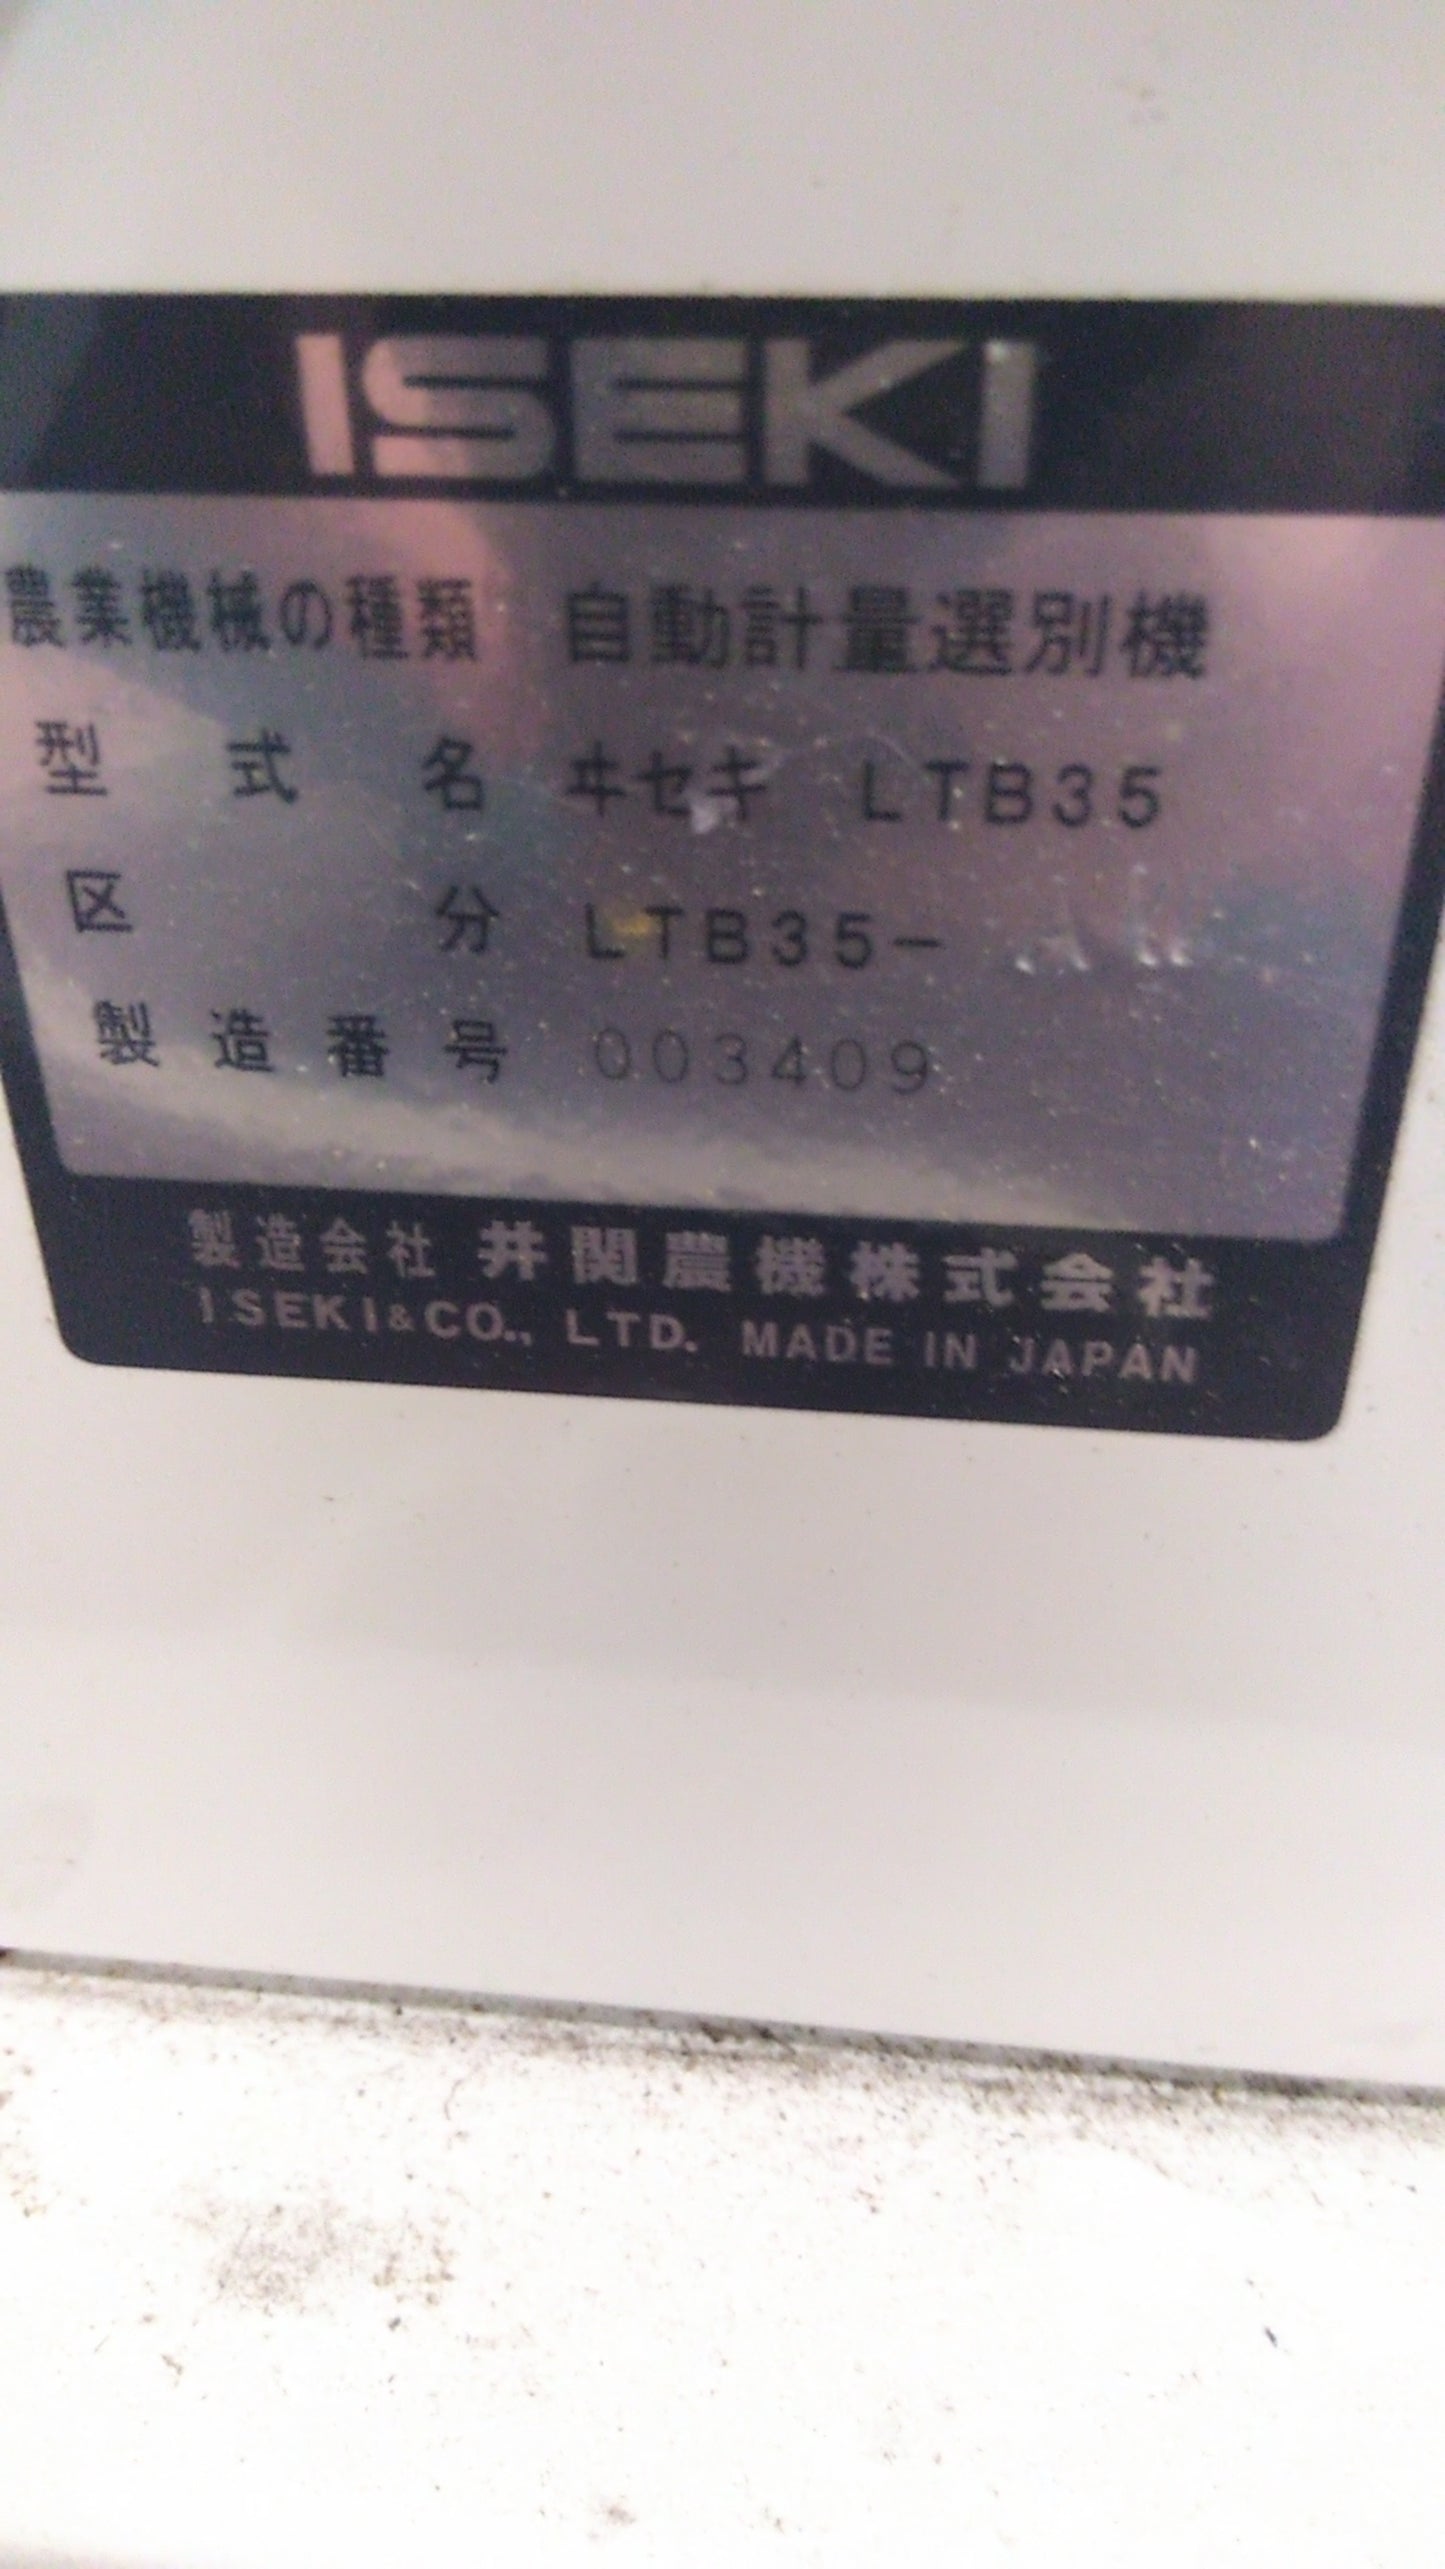 ISEKI
農業機械の種類 自動計量選別機
型式名 ヰセキ LTB35
区分 LTB35-
製造番号 003409
製造会社 井関農機株式会社
ISEKI&CO., LTD. MADE IN JAPAN